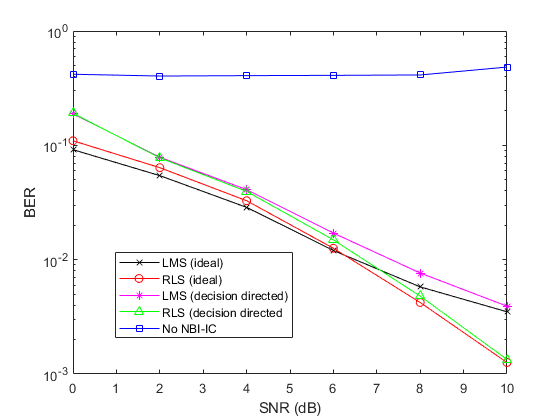 10^0
10^-1
10^-2
10^-3
BER
LMS (ideal)
RLS (ideal)
LMS (decision directed)
RLS (decision directed
No NBI-IC
0 1 2 3 4 5 6 7 8 9 10
SNR (dB)